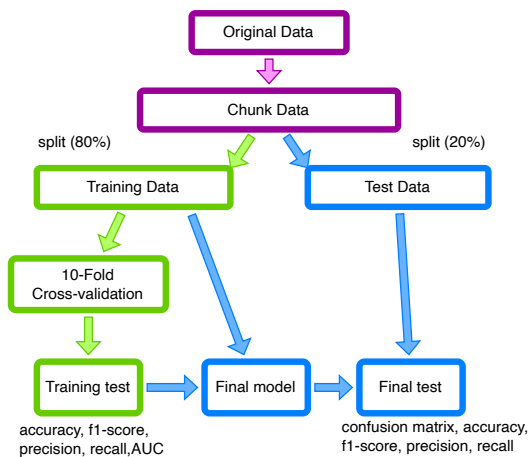 Original Data
Chunk Data
split (80%)
split (20%)
Training Data
Test Data
10-Fold
Cross-validation
Training test
Final model
Final test
accuracy, f1-score,
precision, recall,AUC
confusion matrix, accuracy,
f1-score, precision, recall